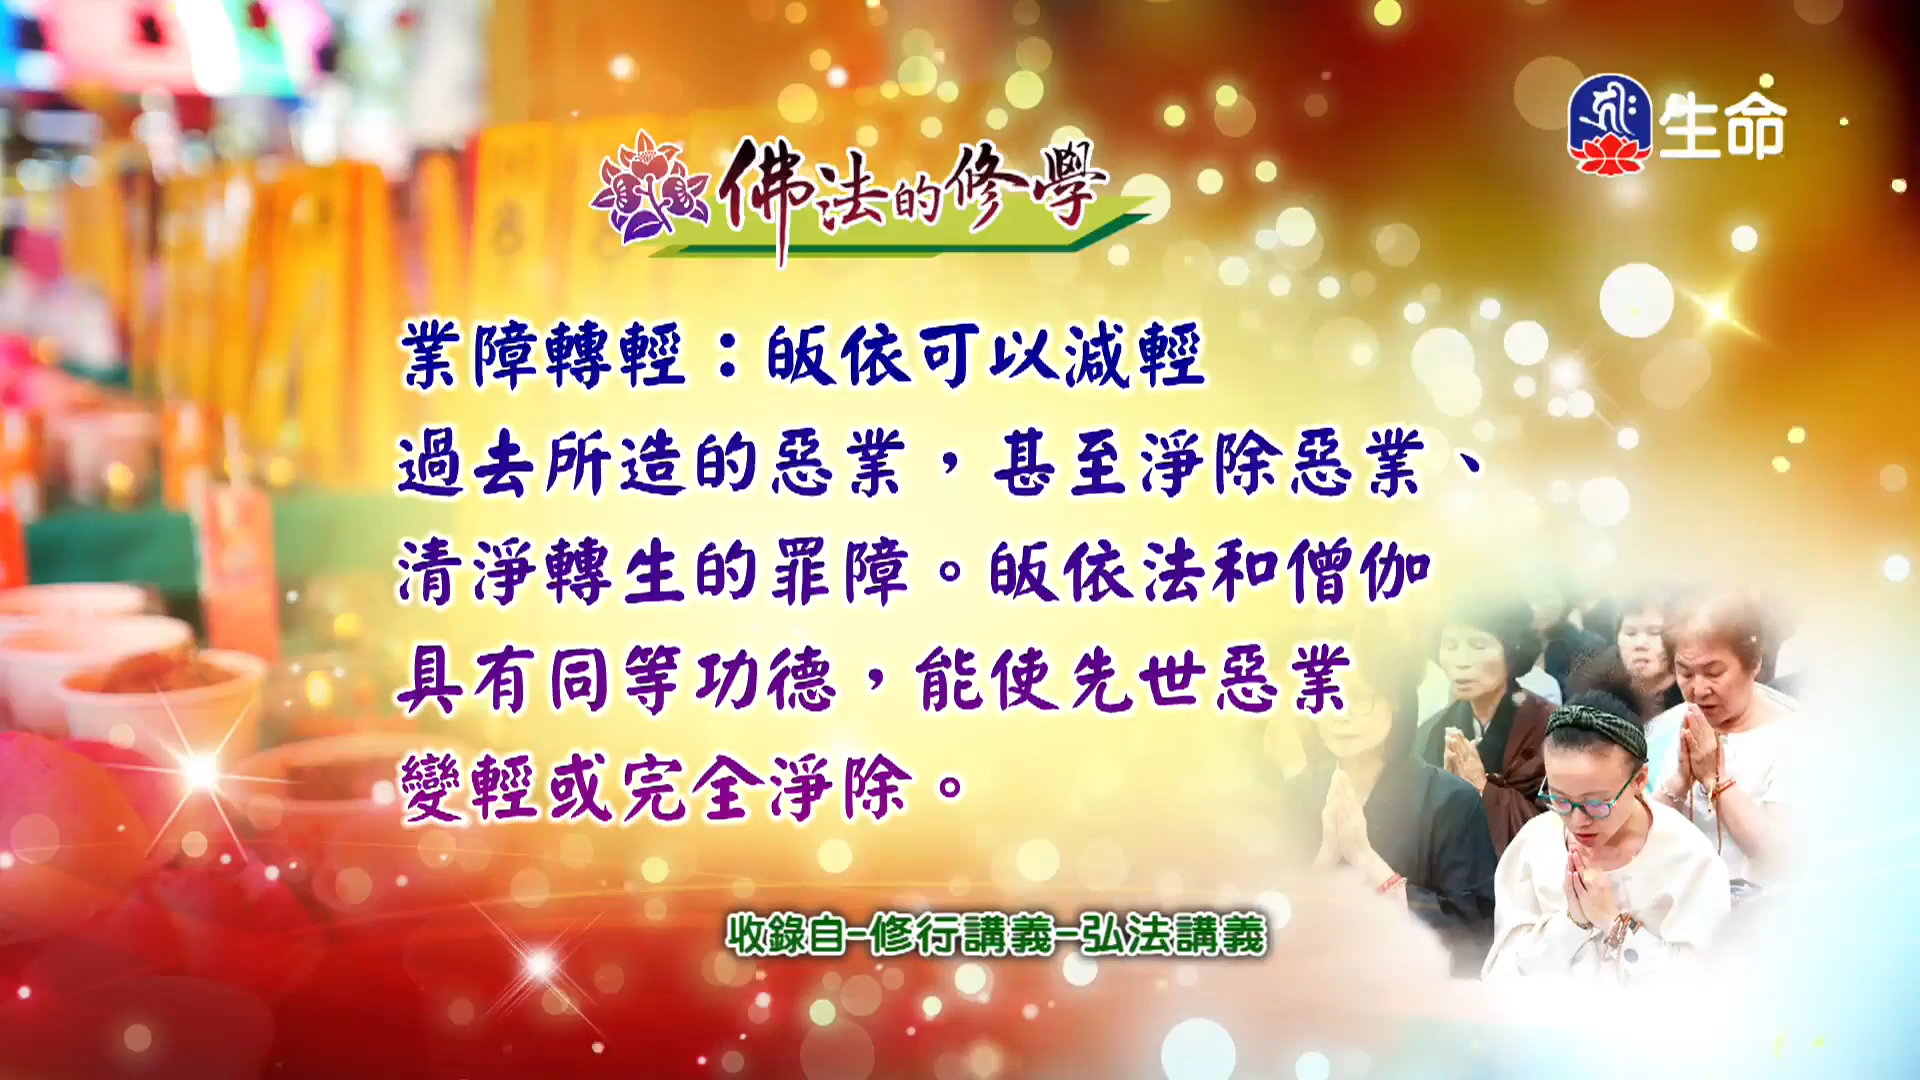 生命
佛法的修學
業障轉輕：皈依可以減輕
過去所造的惡業，甚至淨除惡業、
清淨轉生的罪障。皈依法和僧伽
具有同等功德，能使先世惡業
變輕或完全淨除。
收錄自-修行講義-弘法講義